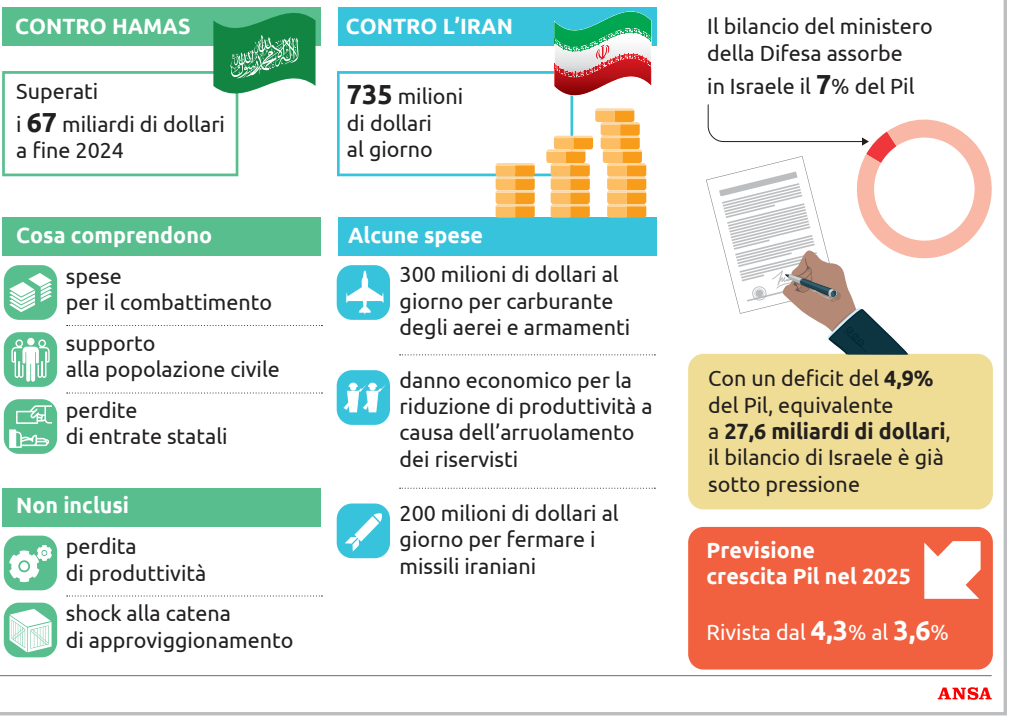 CONTRO HAMAS
Superati
i 67 miliardi di dollari
a fine 2024
Cosa comprendono
spese
per il combattimento
supporto
alla popolazione civile
perdite
di entrate statali
Non inclusi
perdita
di produttività
shock alla catena
di approviggionamento
CONTRO L'IRAN
735 milioni
di dollari
al giorno
Alcune spese
300 milioni di dollari al
giorno per carburante
degli aerei e armamenti
danno economico per la
riduzione di produttività a
causa dell'arruolamento
dei riservisti
200 milioni di dollari al
giorno per fermare i
missili iraniani
Il bilancio del ministero
della Difesa assorbe
in Israele il 7% del Pil
Con un deficit del 4,9%
del Pil, equivalente
a 27,6 miliardi di dollari,
il bilancio di Israele è già
sotto pressione
Previsione
crescita Pil nel 2025
Rivista dal 4,3% al 3,6%
ANSA